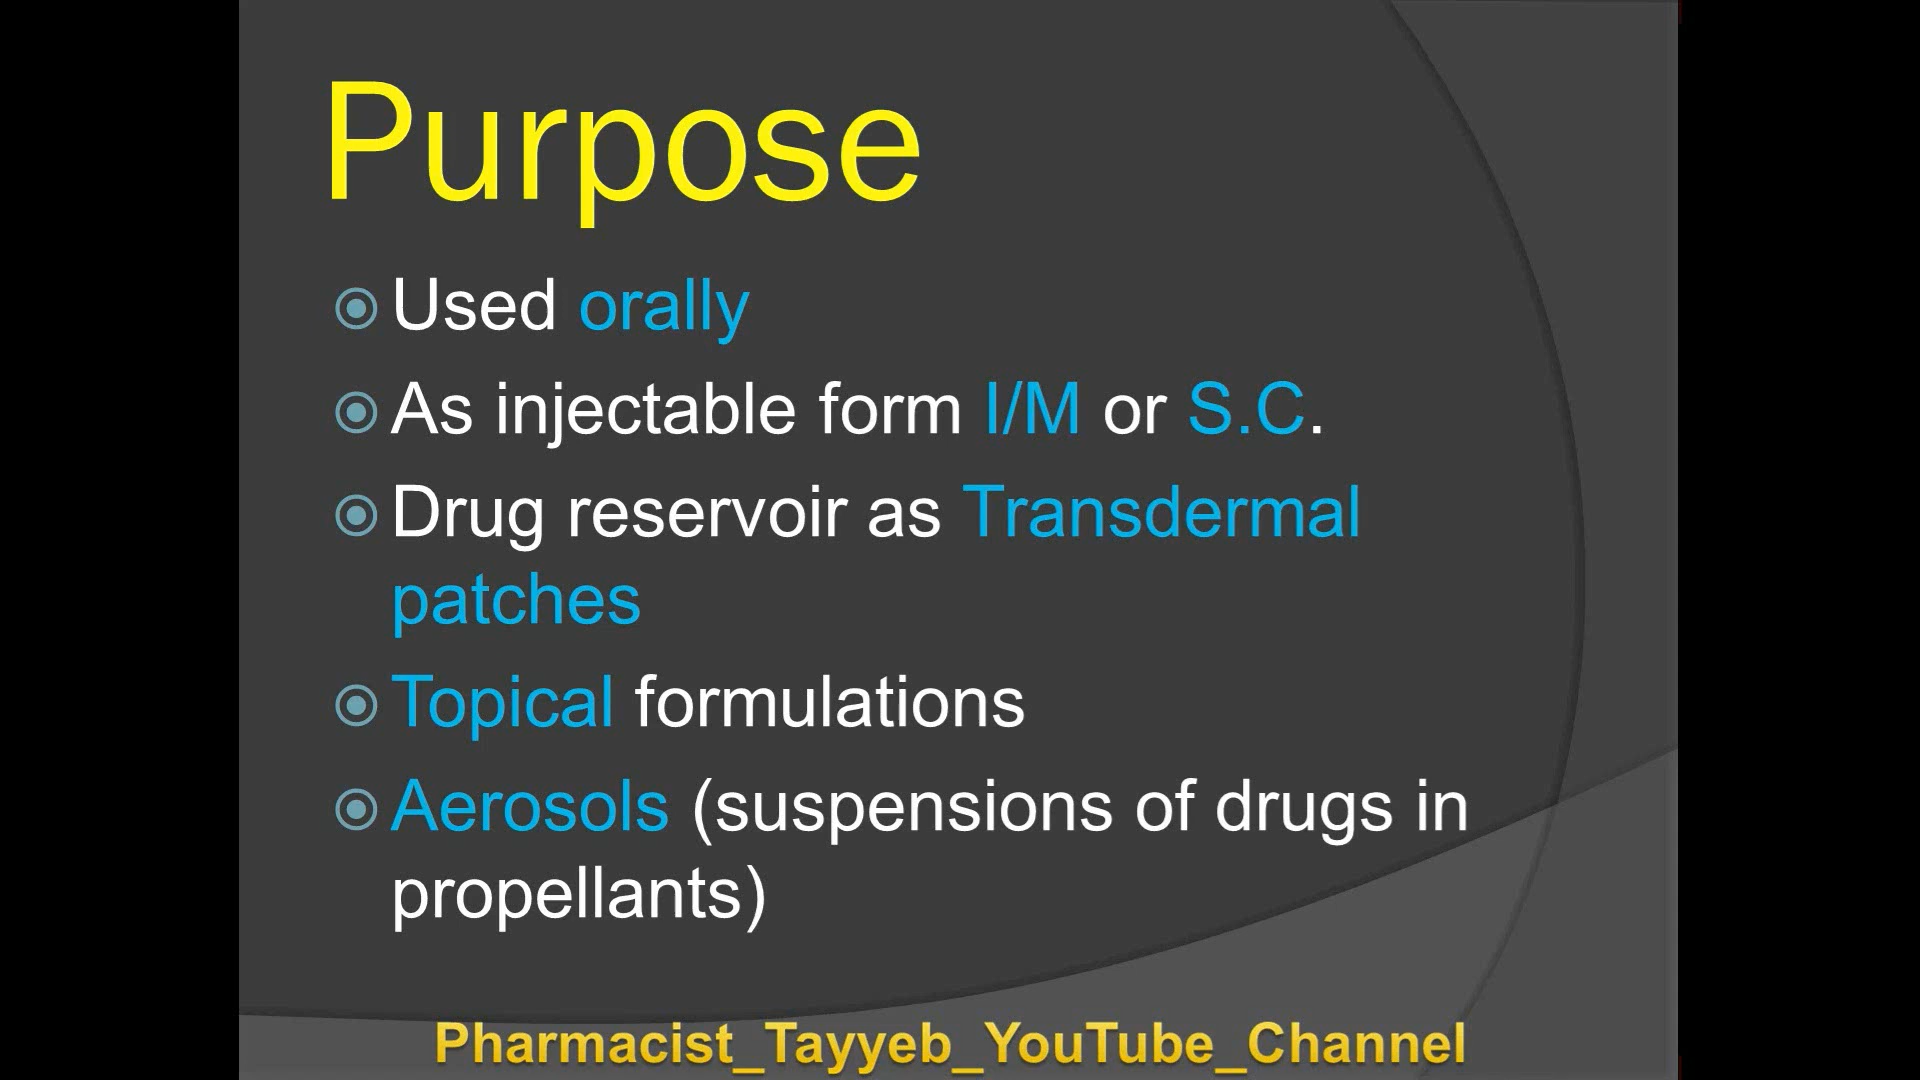 Purpose
Used orally
As injectable form I/M or S.C.
Drug reservoir as Transdermal
patches
Topical formulations
Aerosols (suspensions of drugs in
propellants)
Pharmacist_Tayyeb_YouTube_Channel